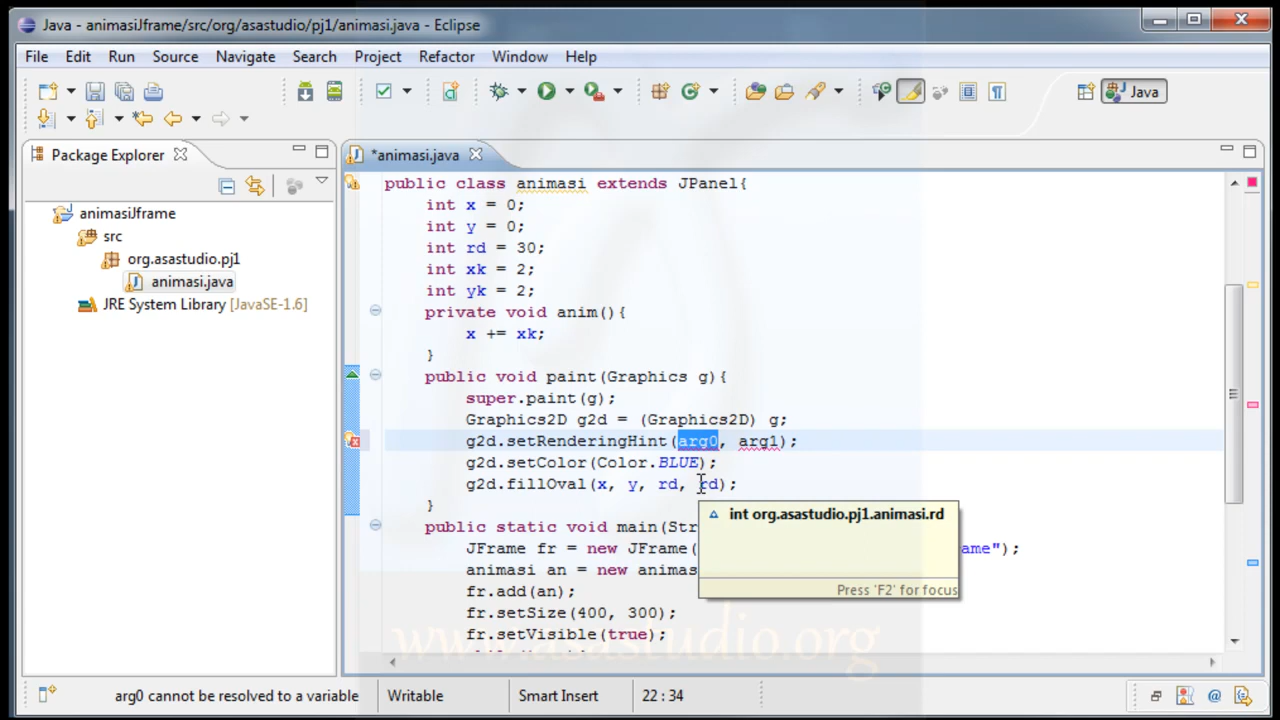 Java - animasiJframe/src/org/asastudio/pj1/animasi.java - Eclipse
File Edit Run Source Navigate Search Project Refactor Window Help
Java
Package Explorer
*animasi.java
animasiJframe
src
org.asastudio.pj1
animasi.java
JRE System Library [JavaSE-1.6]
public class animasi extends JPanel{
int x = 0;
int y = 0;
int rd = 30;
int xk = 2;
int yk = 2;
private void anim(){
x += xk;
}
public void paint(Graphics g){
super.paint(g);
Graphics2D g2d = (Graphics2D) g;
g2d.setRenderingHint(arg0, arg1);
g2d.setColor(Color.BLUE);
g2d.fillOval(x, y, rd, rd);
}
public static void main(Str
JFrame fr = new JFrame( ame");
animasi an = new animas
fr.add(an);
fr.setSize(400, 300);
fr.setVisible(true);
int org.asastudio.pj1.animasi.rd
Press 'F2' for focus
www.asastudio.org
arg0 cannot be resolved to a variable Writable Smart Insert 22 : 34